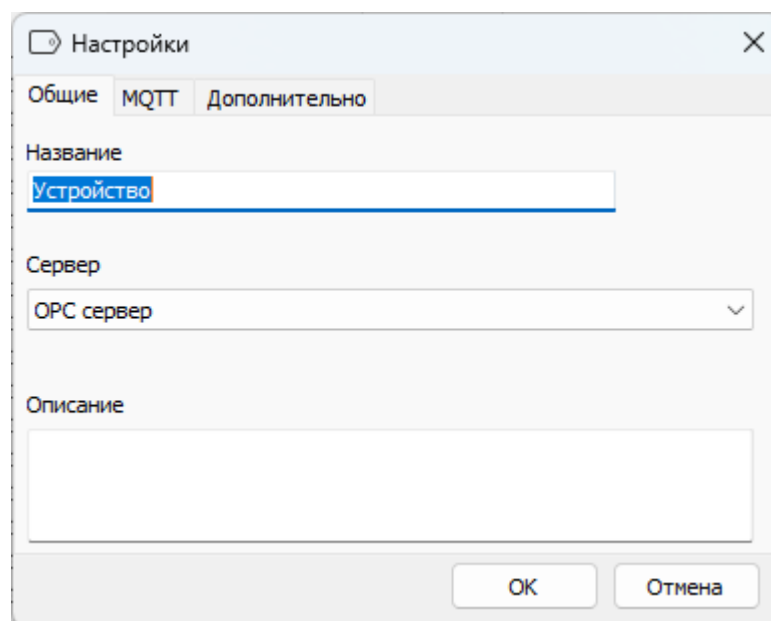 Настройки
Общие MQTT Дополнительно
Название
Устройство
Сервер
OPC сервер
Описание
OK Отмена